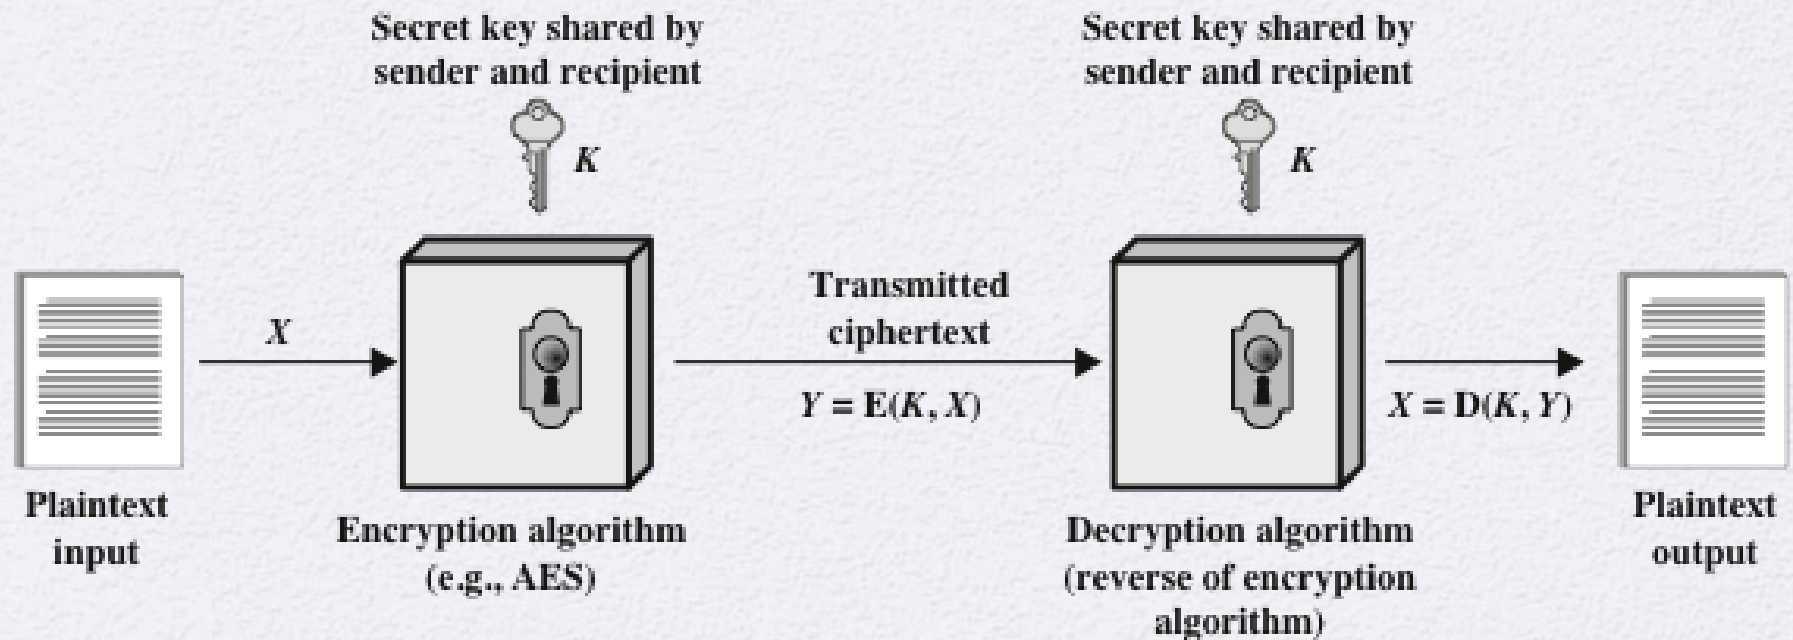 Secret key shared by
sender and recipient
K
Secret key shared by
sender and recipient
K
Plaintext
input
X
Encryption algorithm
(e.g., AES)
Transmitted
ciphertext
Y = E(K, X)
Decryption algorithm
(reverse of encryption
algorithm)
X = D(K, Y)
Plaintext
output